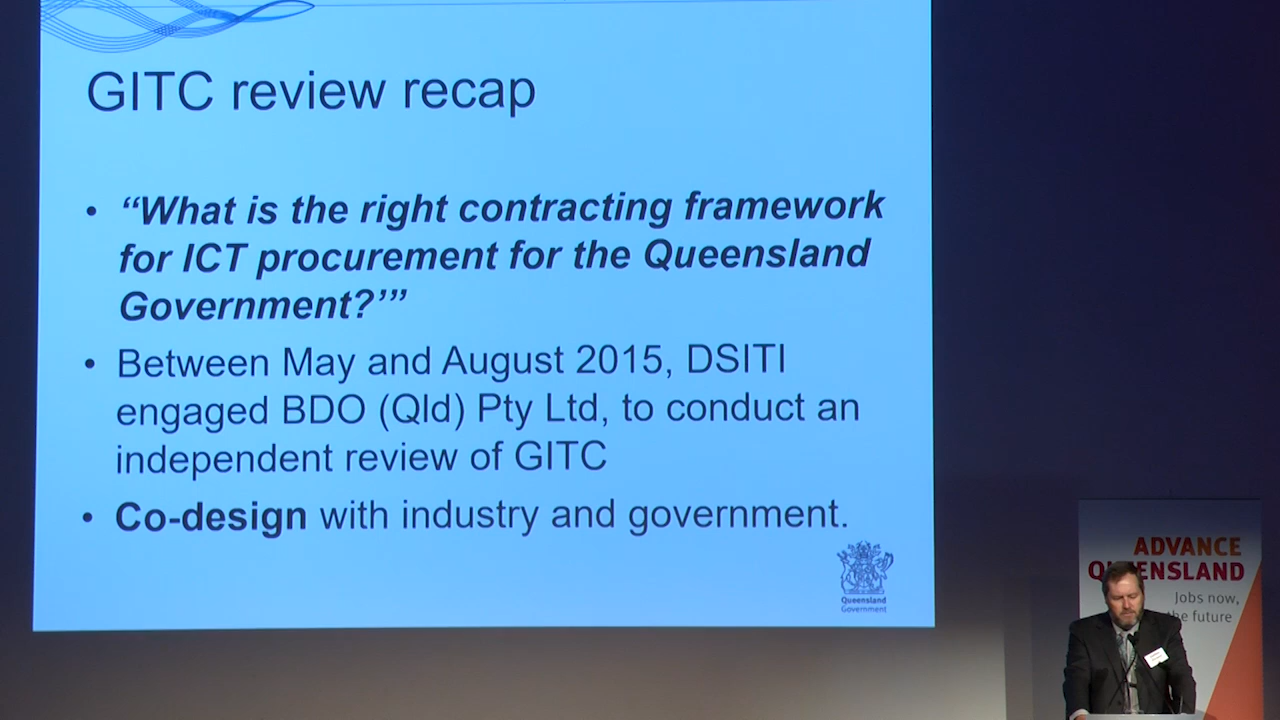 GITC review recap
• “What is the right contracting framework
for ICT procurement for the Queensland
Government?’”
• Between May and August 2015, DSITI
engaged BDO (Qld) Pty Ltd, to conduct an
independent review of GITC
• Co-design with industry and government.
Queensland
Government
ADVANCE
QUEENSLAND
Jobs now,
the future